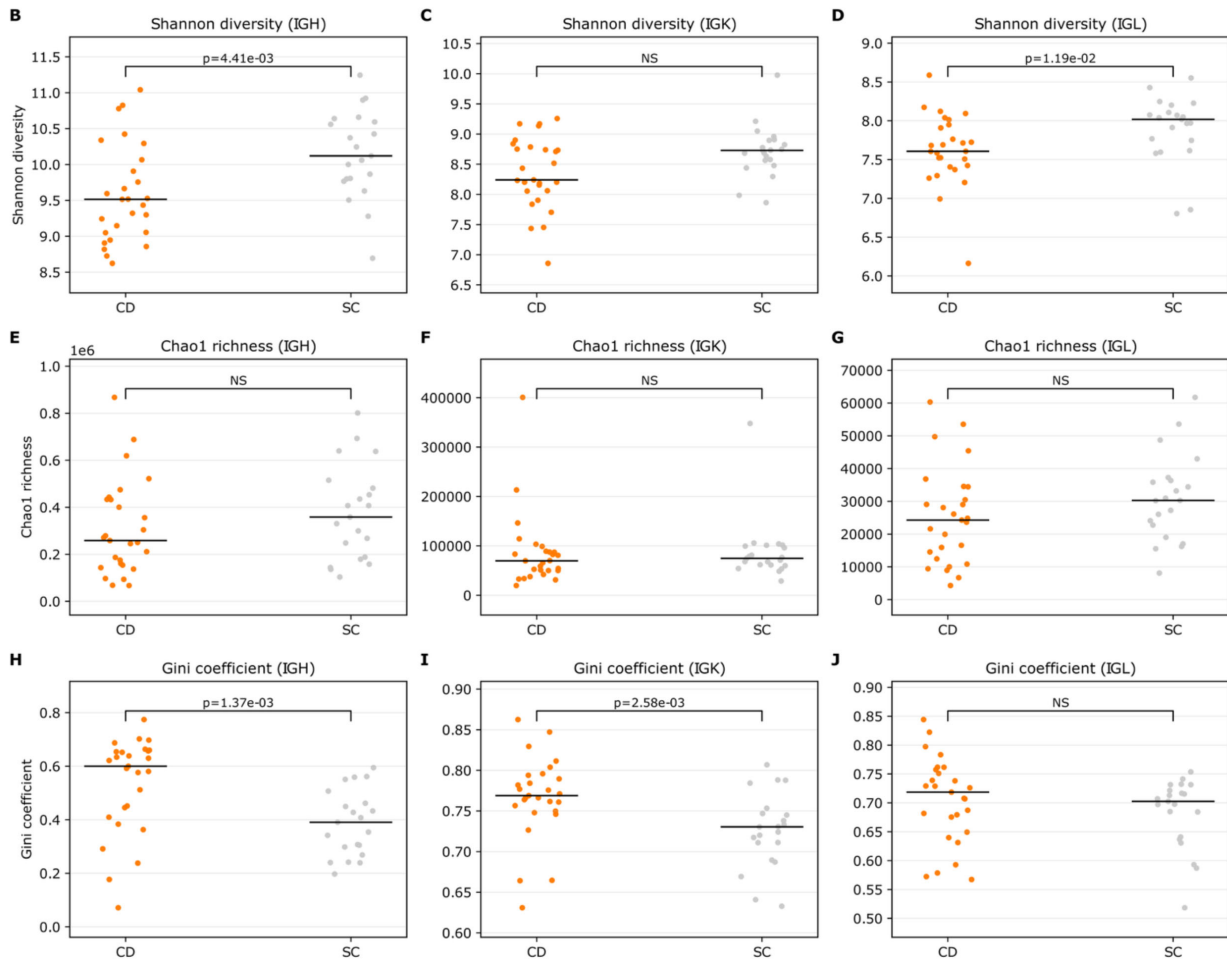 B
Shannon diversity (IGH)
Shannon diversity
11.5
11.0
10.5
10.0
9.5
9.0
8.5
p=4.41e-03
CD
SC
C
Shannon diversity (IGK)
10.5
10.0
9.5
9.0
8.5
8.0
7.5
7.0
6.5
NS
CD
SC
D
Shannon diversity (IGL)
9.0
8.5
8.0
7.5
7.0
6.5
6.0
p=1.19e-02
CD
SC
E
Chao1 richness (IGH)
1e6
Chao1 richness
1.0
0.8
0.6
0.4
0.2
0.0
NS
CD
SC
F
Chao1 richness (IGK)
400000
300000
200000
100000
0
NS
CD
SC
G
Chao1 richness (IGL)
70000
60000
50000
40000
30000
20000
10000
0
NS
CD
SC
H
Gini coefficient (IGH)
Gini coefficient
0.8
0.6
0.4
0.2
0.0
p=1.37e-03
CD
SC
I
Gini coefficient (IGK)
0.90
0.85
0.80
0.75
0.70
0.65
0.60
p=2.58e-03
CD
SC
J
Gini coefficient (IGL)
0.90
0.85
0.80
0.75
0.70
0.65
0.60
0.55
0.50
NS
CD
SC